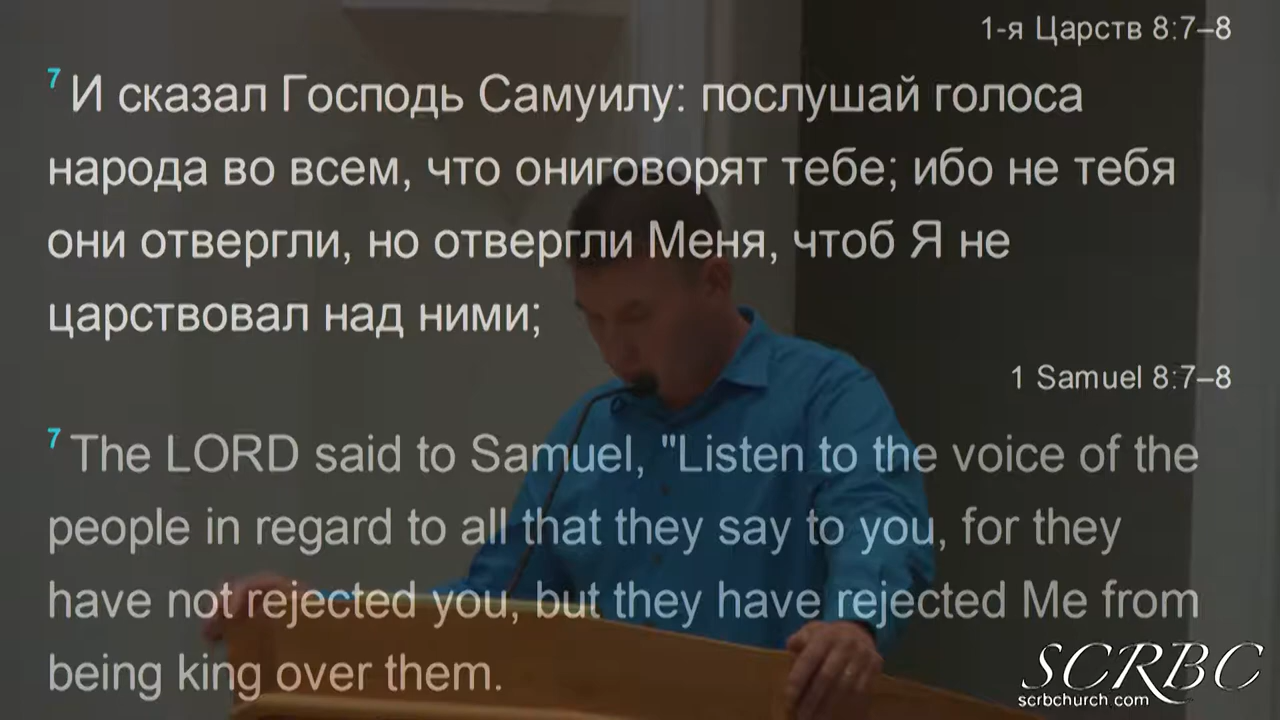 1-я Царств 8:7–8
7 И сказал Господь Самуилу: послушай голоса
народа во всем, что ониговорят тебе; ибо не тебя
они отвергли, но отвергли Меня, чтоб Я не
царствовал над ними;
1 Samuel 8:7–8
7 The LORD said to Samuel, "Listen to the voice of the
people in regard to all that they say to you, for they
have not rejected you, but they have rejected Me from
being king over them.
SCRBC
scrbchurch.com